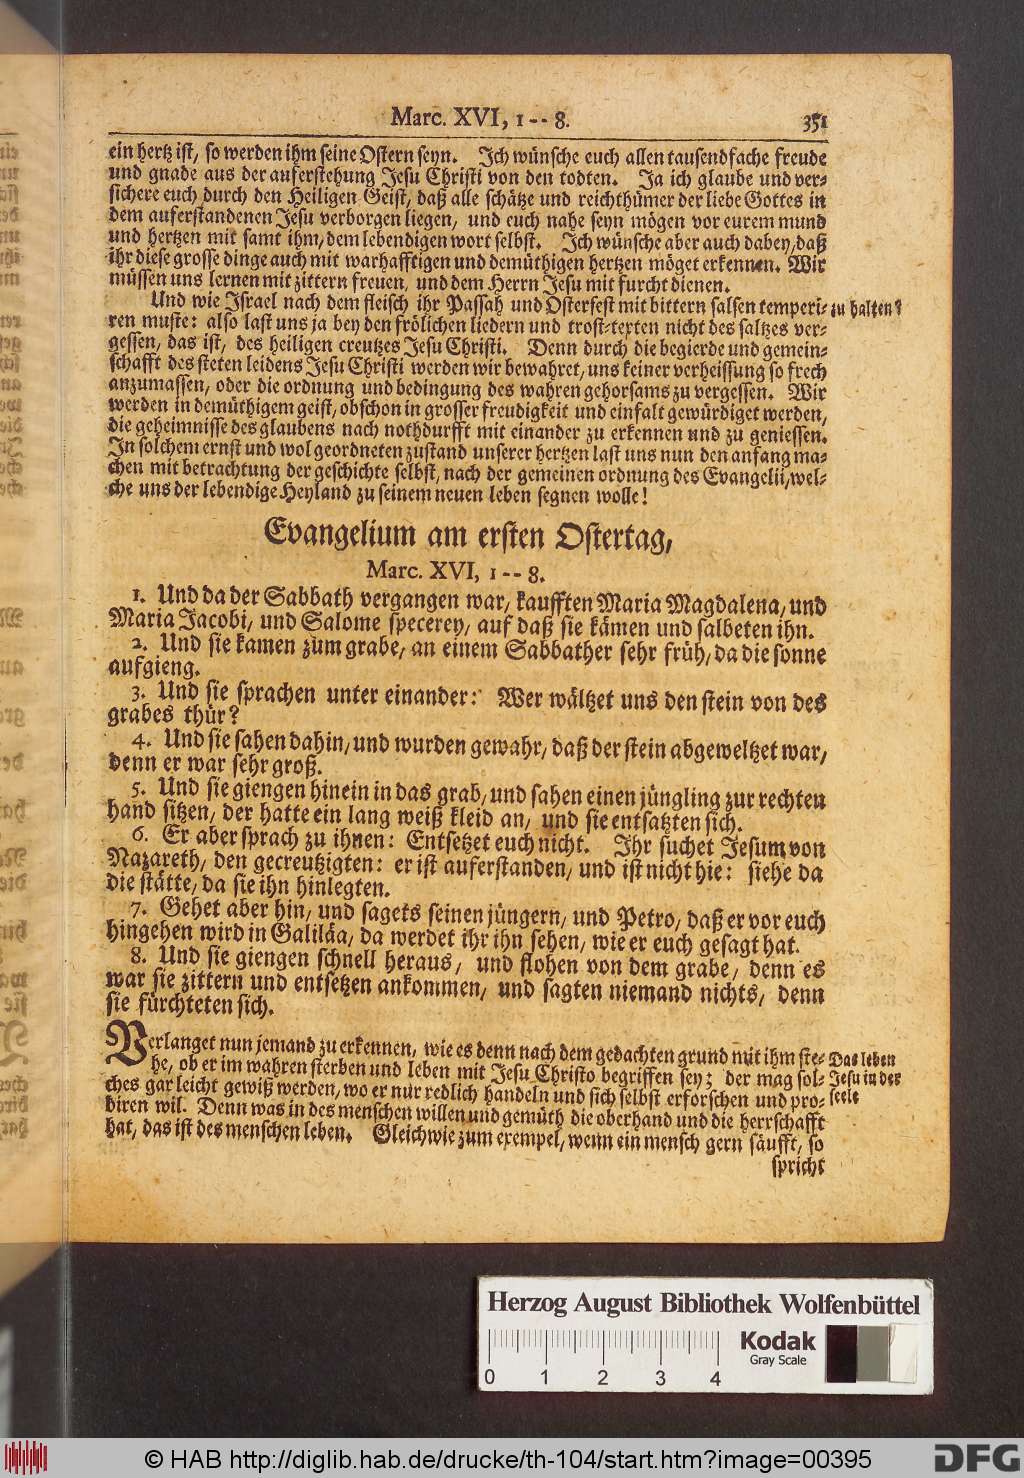 Marc. XVI, 1 -- 8. 351
ein hertz ist, so werden ihm seine Ostern seyn. Ich wünsche euch allen tausendfache freude
und gnade aus der auferstehung Jesu Christi von den todten. Ja ich glaube und ver-
sichere euch durch den Heiligen Geist, daß alle schätze und reichthümer der liebe Gottes in
dem auferstandenen Jesu verborgen liegen, und euch nahe seyn mögen vor eurem mund
und hertzen mit samt ihm, dem lebendigen wort selbst. Ich wünsche aber auch dabey, daß
ihr diese grosse dinge auch mit warhafftigen und demüthigen hertzen möget erkennen. Wir
müssen uns lernen mit zittern freuen, und dem Herrn Jesu mit furcht dienen.
Und wie Israel nach dem fleisch ihr Passah und Osterfest mit bittern salsen temperi- zu halten?
ren muste: also last uns ja bey den frölichen liedern und trost-texten nicht des saltzes ver-
gessen, das ist, des heiligen creutzes Jesu Christi. Denn durch die begierde und gemein-
schafft des steten leidens Jesu Christi werden wir bewahret, uns keiner verheissung so frech
anzumassen, oder die ordnung und bedingung des wahren gehorsams zu vergessen. Wir
werden in demüthigem geist, obschon in grosser freudigkeit und einfalt gewürdiget werden,
die geheimnisse des glaubens nach nothdurfft mit einander zu erkennen und zu geniessen.
In solchem ernst und wol geordneten zustand unserer hertzen last uns nun den anfang ma-
chen mit betrachtung der geschichte selbst, nach der gemeinen ordnung des Evangelii, wel-
che uns der lebendige Heyland zu seinem neuen leben segnen wolle!
Evangelium am ersten Ostertag,
Marc. XVI, 1 -- 8.
1. Und da der Sabbath vergangen war, kaufften Maria Magdalena, und
Maria Jacobi, und Salome specerey, auf daß sie kämen und salbeten ihn.
2. Und sie kamen zum grabe, an einem Sabbather sehr früh, da die sonne
aufgieng.
3. Und sie sprachen unter einander: Wer wältzet uns den stein von des
grabes thür?
4. Und sie sahen dahin, und wurden gewahr, daß der stein abgeweltzet war,
denn er war sehr groß.
5. Und sie giengen hinein in das grab, und sahen einen jüngling zur rechten
hand sitzen, der hatte ein lang weiß kleid an, und sie entsatzten sich.
6. Er aber sprach zu ihnen: Entsetzet euch nicht. Ihr suchet Jesum von
Nazareth, den gecreutzigten: er ist auferstanden, und ist nicht hie: siehe da
die stätte, da sie ihn hinlegten.
7. Gehet aber hin, und sagets seinen jüngern, und Petro, daß er vor euch
hingehen wird in Galiläa, da werdet ihr ihn sehen, wie er euch gesagt hat.
8. Und sie giengen schnell heraus, und flohen von dem grabe, denn es
war sie zittern und entsetzen ankommen, und sagten niemand nichts, denn
sie fürchteten sich.
Verlanget nun jemand zu erkennen, wie es denn nach dem gedachten grund mit ihm ste- Das leben
he, ob er im wahren sterben und leben mit Jesu Christo begriffen sey; der mag sol- Jesu in der
ches gar leicht gewiß werden, wo er nur redlich handeln und sich selbst erforschen und pro- seele
biren wil. Denn was in des menschen willen und gemüth die oberhand und die herrschafft
hat, das ist des menschen leben. Gleichwie zum exempel, wenn ein mensch gern säufft, so
spricht
Herzog August Bibliothek Wolfenbüttel
Kodak
Gray Scale
0 1 2 3 4
© HAB http://diglib.hab.de/drucke/th-104/start.htm?image=00395
DFG